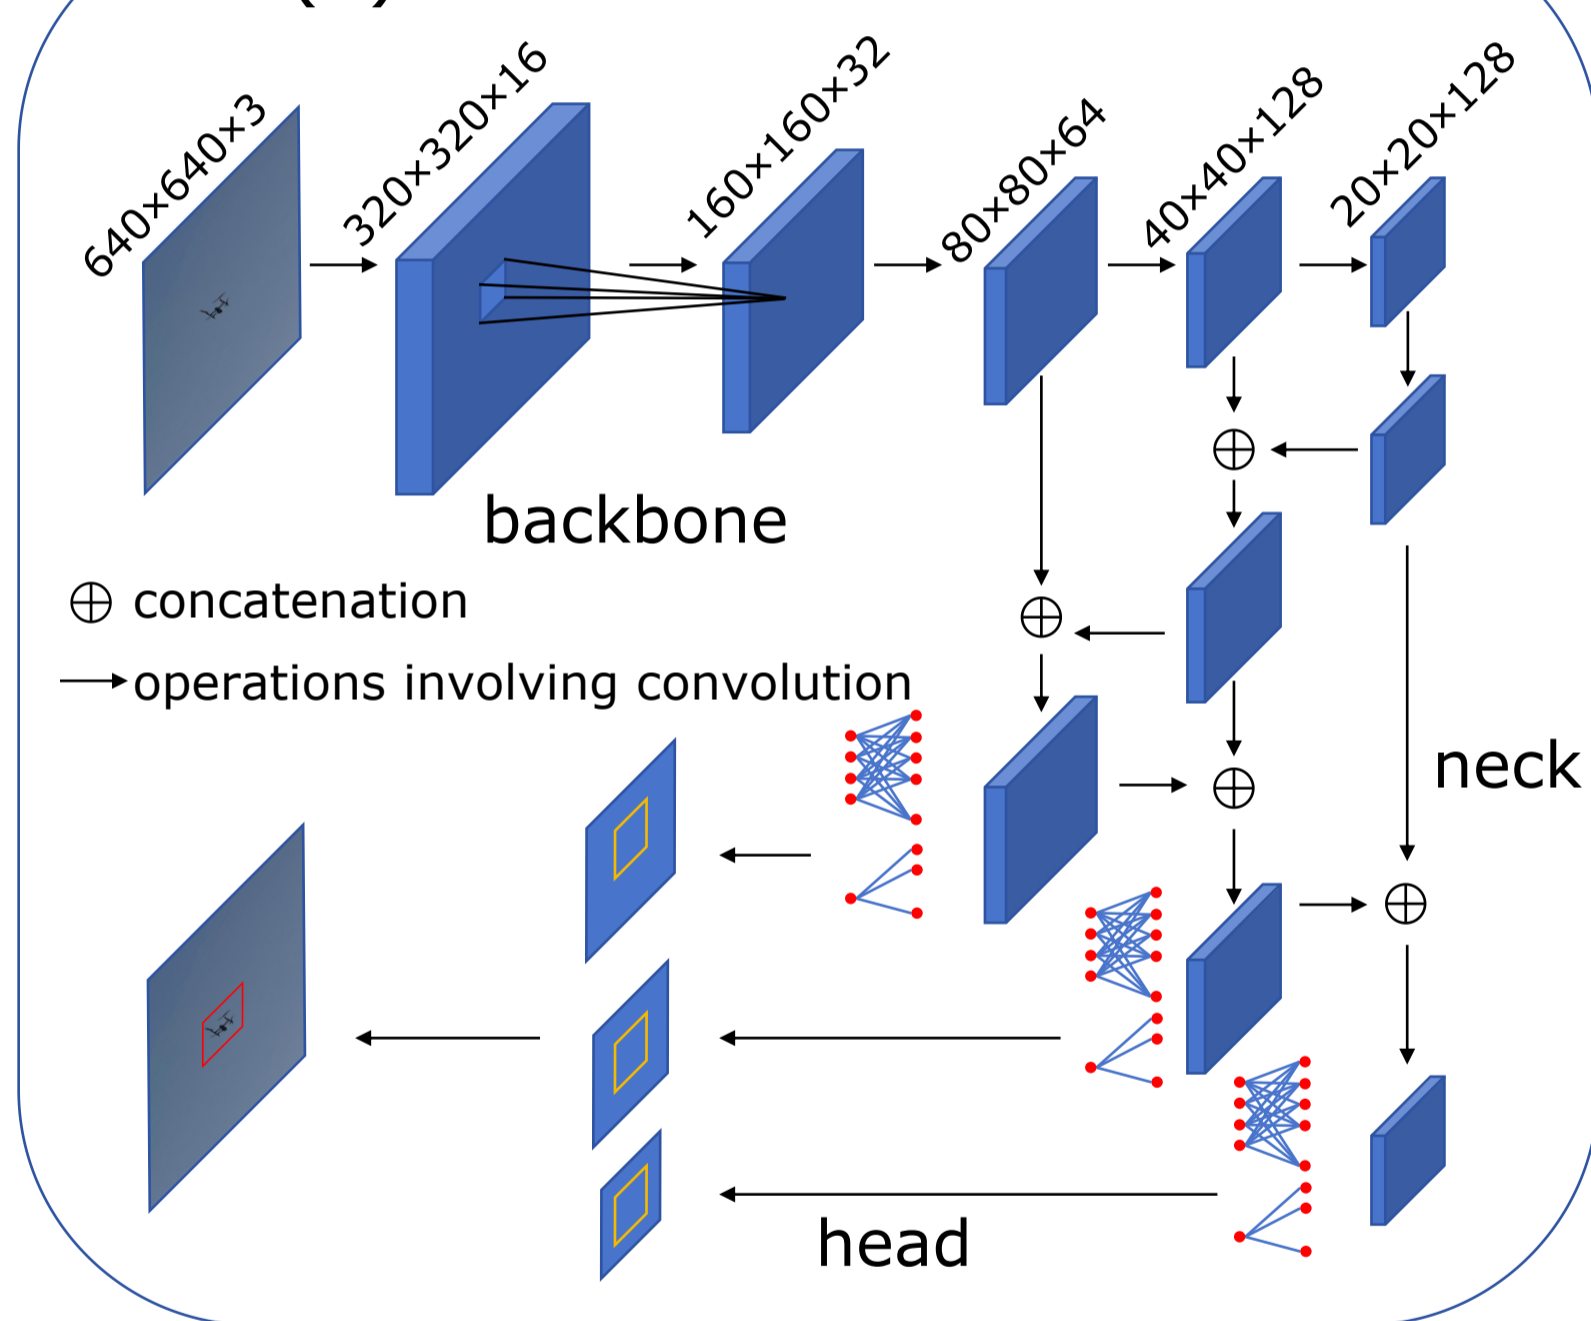 640×640×3
320×320×16
160×160×32
80×80×64
40×40×128
20×20×128
backbone
⊕ concatenation
operations involving convolution
neck
head